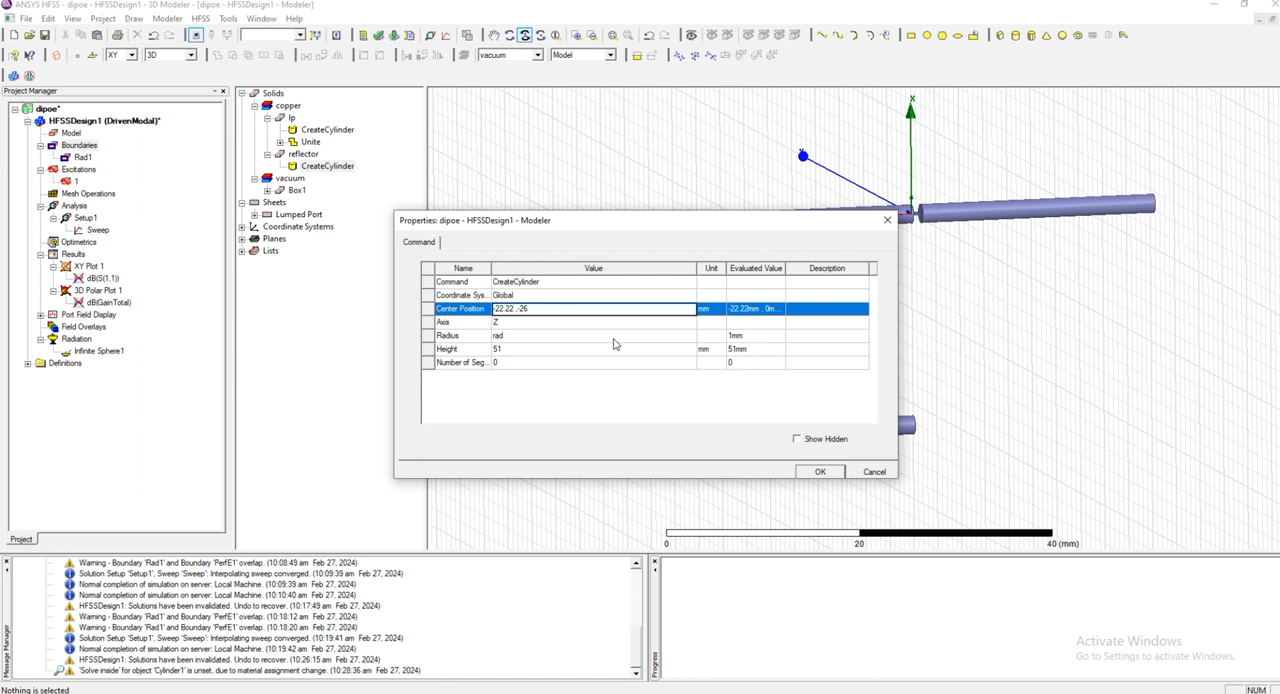 ANSYS HFSS - dipoe - HFSSDesign1 - 3D Modeler - [dipoe - HFSSDesign1 - Modeler]
File Edit View Project Draw Modeler HFSS Tools Window Help
XY 3D vacuum Model
Project Manager
dipoe*
HFSSDesign1 (DrivenModal)*
Model
Boundaries
Rad1
Excitations
1
Mesh Operations
Analysis
Setup1
Sweep
Optimetrics
Results
XY Plot 1
dB(S(1,1))
3D Polar Plot 1
dB(GainTotal)
Port Field Display
Field Overlays
Radiation
Infinite Sphere1
Definitions
Project
Solids
copper
lp
CreateCylinder
Unite
reflector
CreateCylinder
vacuum
Box1
Sheets
Lumped Port
Coordinate Systems
Planes
Lists
X
Properties: dipoe - HFSSDesign1 - Modeler
Command
Name Value Unit Evaluated Value Description
Command CreateCylinder
Coordinate Sys... Global
Center Position -22.22 ,-26 mm -22.22mm , 0m...
Axis Z
Radius rad 1mm
Height 51 mm 51mm
Number of Seg... 0 0
Show Hidden
OK Cancel
0 20 40 (mm)
Warning - Boundary 'Rad1' and Boundary 'PerfE1' overlap. (10:08:49 am Feb 27, 2024)
Solution Setup 'Setup1', Sweep 'Sweep': Interpolating sweep converged. (10:09:39 am Feb 27, 2024)
Normal completion of simulation on server: Local Machine. (10:09:39 am Feb 27, 2024)
Normal completion of simulation on server: Local Machine. (10:10:40 am Feb 27, 2024)
HFSSDesign1: Solutions have been invalidated. Undo to recover. (10:17:49 am Feb 27, 2024)
Warning - Boundary 'Rad1' and Boundary 'PerfE1' overlap. (10:18:12 am Feb 27, 2024)
Warning - Boundary 'Rad1' and Boundary 'PerfE1' overlap. (10:18:20 am Feb 27, 2024)
Solution Setup 'Setup1', Sweep 'Sweep': Interpolating sweep converged. (10:19:41 am Feb 27, 2024)
Normal completion of simulation on server: Local Machine. (10:19:42 am Feb 27, 2024)
HFSSDesign1: Solutions have been invalidated. Undo to recover. (10:26:15 am Feb 27, 2024)
'Solve inside' for object 'Cylinder1' is unset, due to material assignment change. (10:28:36 am Feb 27, 2024)
Message Manager
Progress
Activate Windows
Go to Settings to activate Windows.
Nothing is selected
NUM